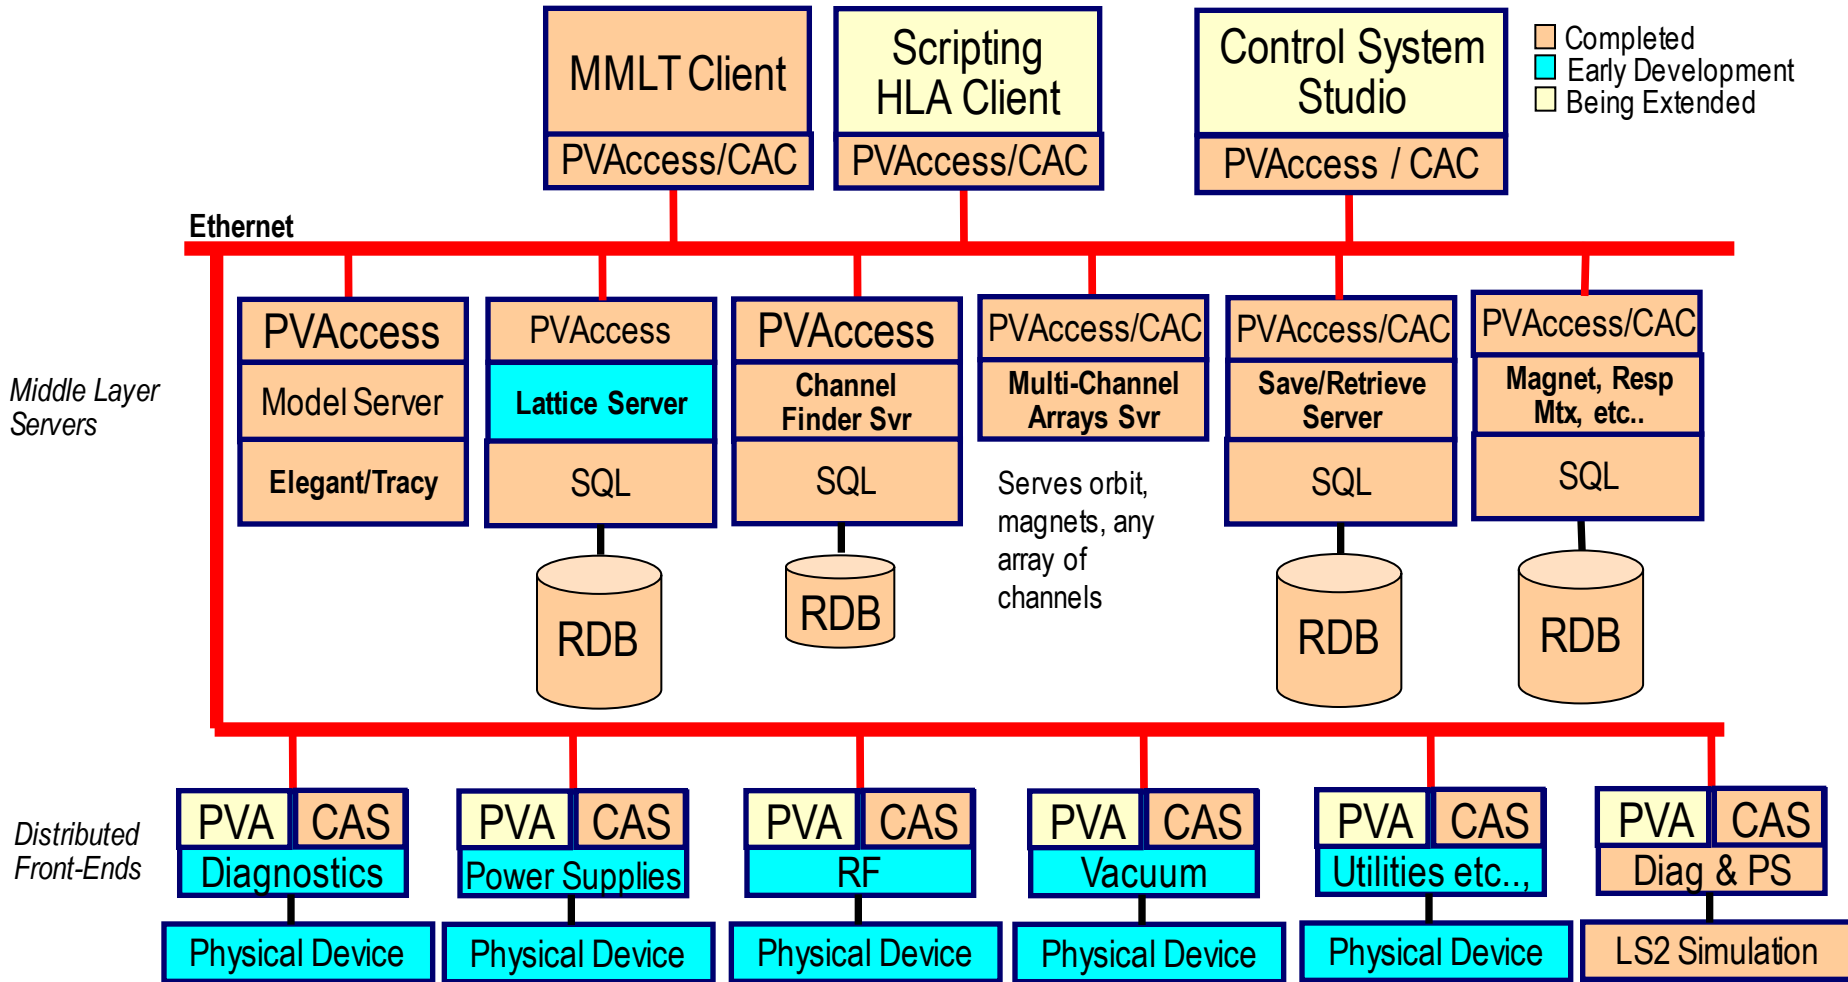 MMLT Client
PVAccess/CAC
Scripting
HLA Client
PVAccess/CAC
Control System
Studio
PVAccess / CAC
Completed
Early Development
Being Extended
Ethernet
Middle Layer
Servers
PVAccess
Model Server
Elegant/Tracy
PVAccess
Lattice Server
SQL
RDB
PVAccess
Channel
Finder Svr
SQL
RDB
PVAccess/CAC
Multi-Channel
Arrays Svr
Serves orbit,
magnets, any
array of
channels
PVAccess/CAC
Save/Retrieve
Server
SQL
RDB
PVAccess/CAC
Magnet, Resp
Mtx, etc..
SQL
RDB
Distributed
Front-Ends
PVA CAS
Diagnostics
Physical Device
PVA CAS
Power Supplies
Physical Device
PVA CAS
RF
Physical Device
PVA CAS
Vacuum
Physical Device
PVA CAS
Utilities etc..,
Physical Device
PVA CAS
Diag & PS
LS2 Simulation